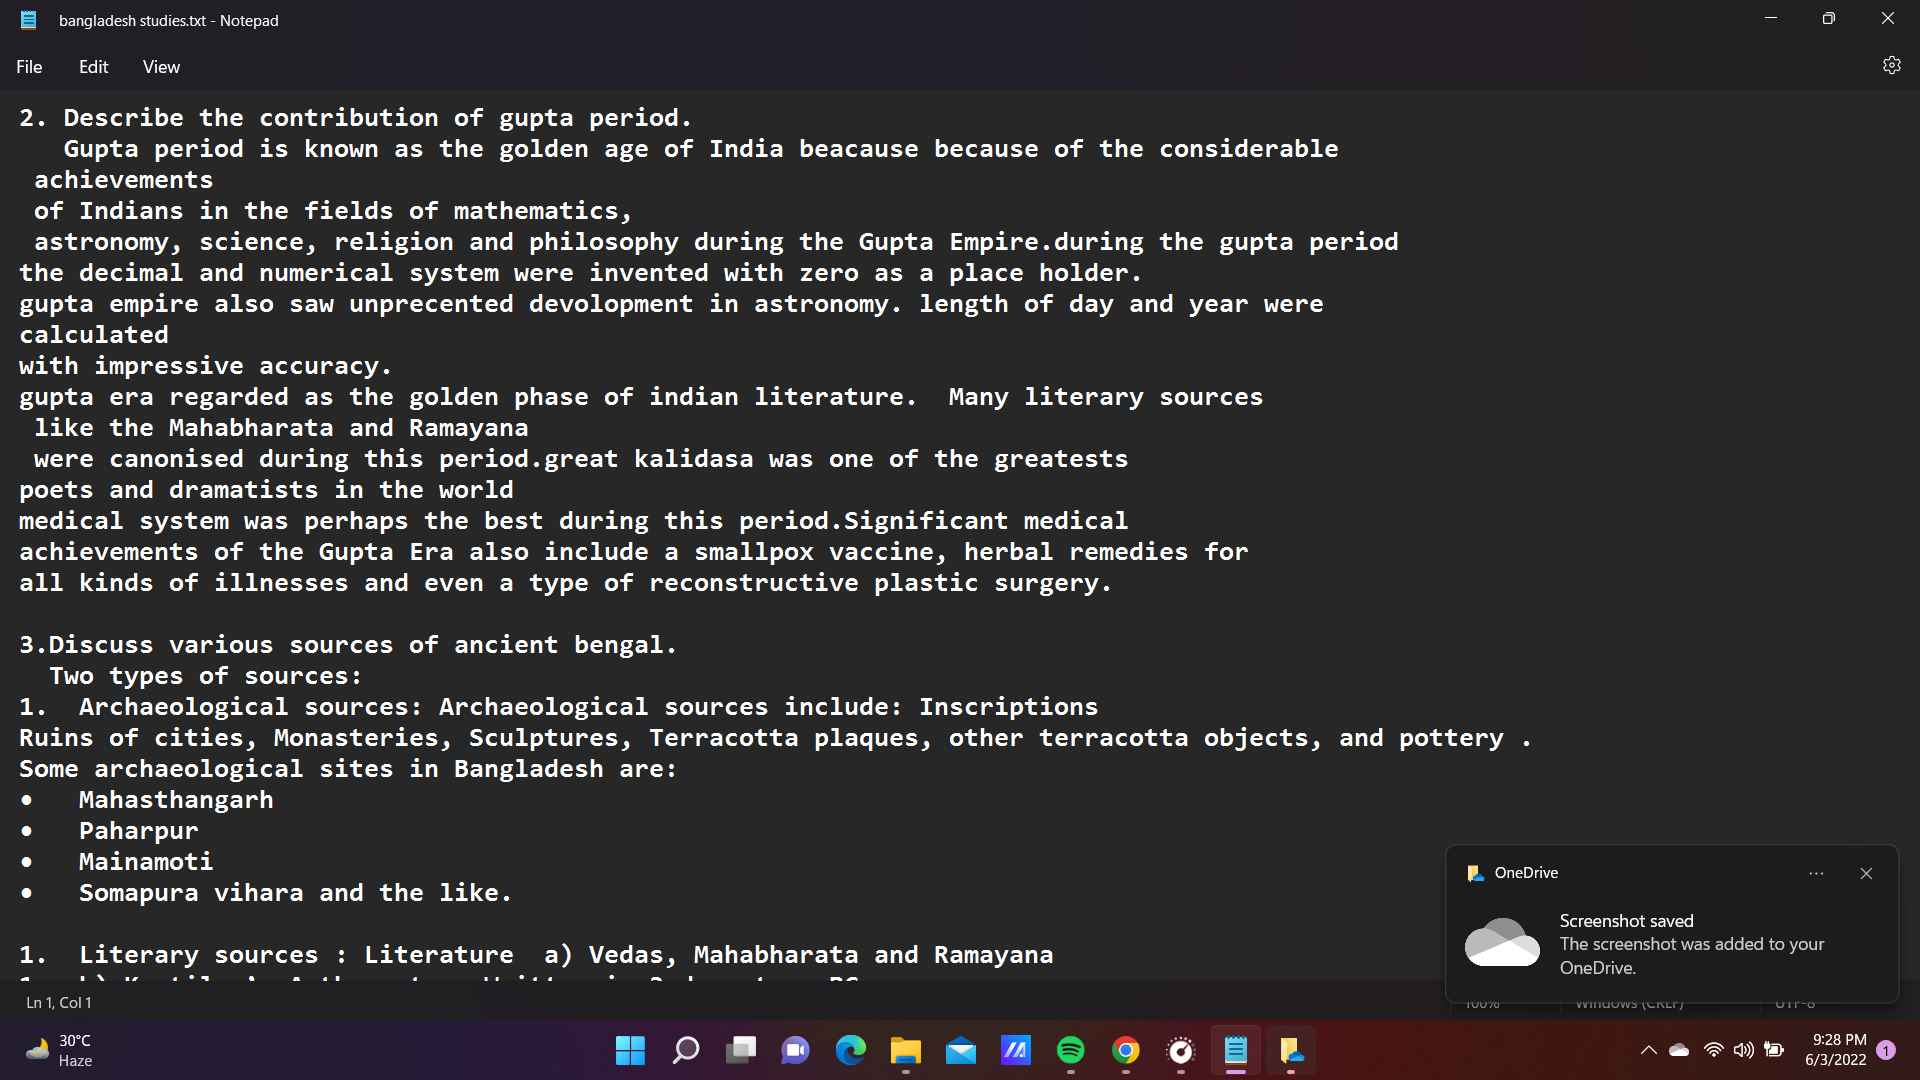 bangladesh studies.txt - Notepad
File Edit View
2. Describe the contribution of gupta period.
Gupta period is known as the golden age of India beacause because of the considerable
achievements
of Indians in the fields of mathematics,
astronomy, science, religion and philosophy during the Gupta Empire.during the gupta period
the decimal and numerical system were invented with zero as a place holder.
gupta empire also saw unprecented devolopment in astronomy. length of day and year were
calculated
with impressive accuracy.
gupta era regarded as the golden phase of indian literature.  Many literary sources
like the Mahabharata and Ramayana
were canonised during this period.great kalidasa was one of the greatests
poets and dramatists in the world
medical system was perhaps the best during this period.Significant medical
achievements of the Gupta Era also include a smallpox vaccine, herbal remedies for
all kinds of illnesses and even a type of reconstructive plastic surgery.
3.Discuss various sources of ancient bengal.
Two types of sources:
1.  Archaeological sources: Archaeological sources include: Inscriptions
Ruins of cities, Monasteries, Sculptures, Terracotta plaques, other terracotta objects, and pottery .
Some archaeological sites in Bangladesh are:
• Mahasthangarh
• Paharpur
• Mainamoti
• Somapura vihara and the like.
1.  Literary sources : Literature  a) Vedas, Mahabharata and Ramayana
OneDrive
Screenshot saved
The screenshot was added to your
OneDrive.
Ln 1, Col 1
100% Windows (CRLF) UTF-8
30°C
Haze
9:28 PM
6/3/2022
1